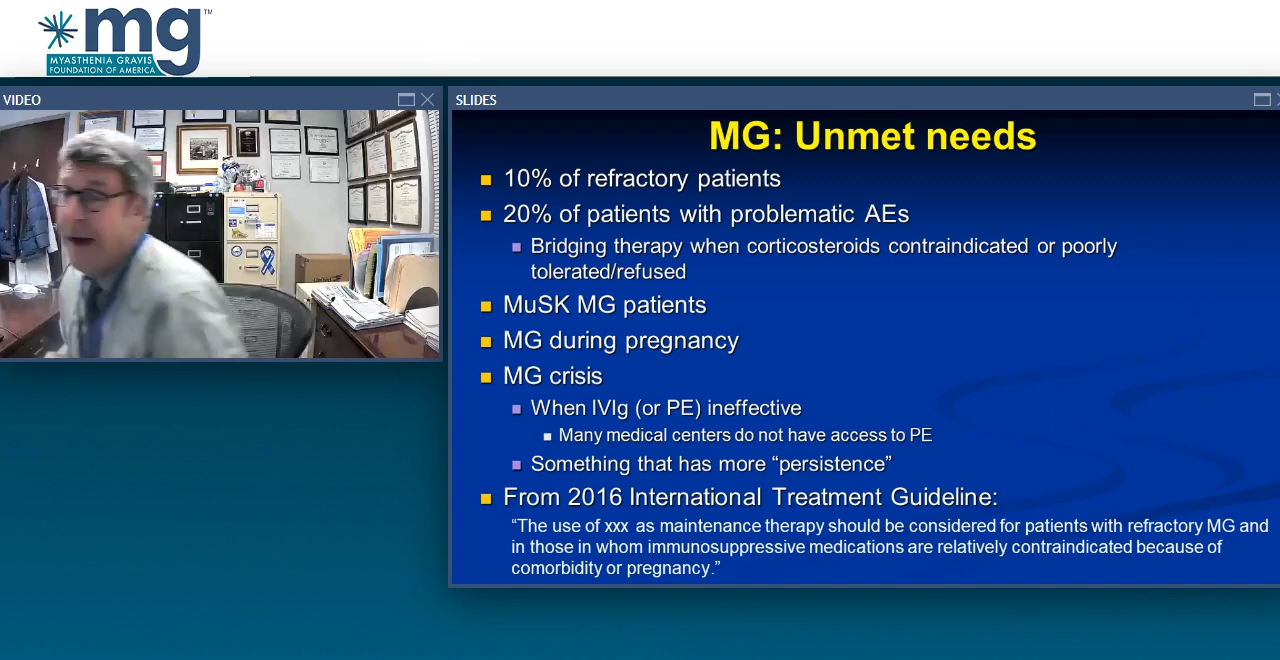 mg™
MYASTHENIA GRAVIS
FOUNDATION OF AMERICA
VIDEO
SLIDES
MG: Unmet needs
10% of refractory patients
20% of patients with problematic AEs
Bridging therapy when corticosteroids contraindicated or poorly
tolerated/refused
MuSK MG patients
MG during pregnancy
MG crisis
When IVIg (or PE) ineffective
Many medical centers do not have access to PE
Something that has more “persistence”
From 2016 International Treatment Guideline:
“The use of xxx as maintenance therapy should be considered for patients with refractory MG and
in those in whom immunosuppressive medications are relatively contraindicated because of
comorbidity or pregnancy.”